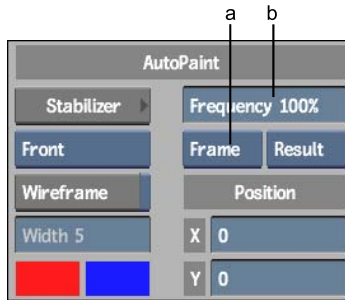 a b
AutoPaint
Stabilizer Frequency 100%
Front Frame Result
Wireframe Position
Width 5 X 0
Y 0